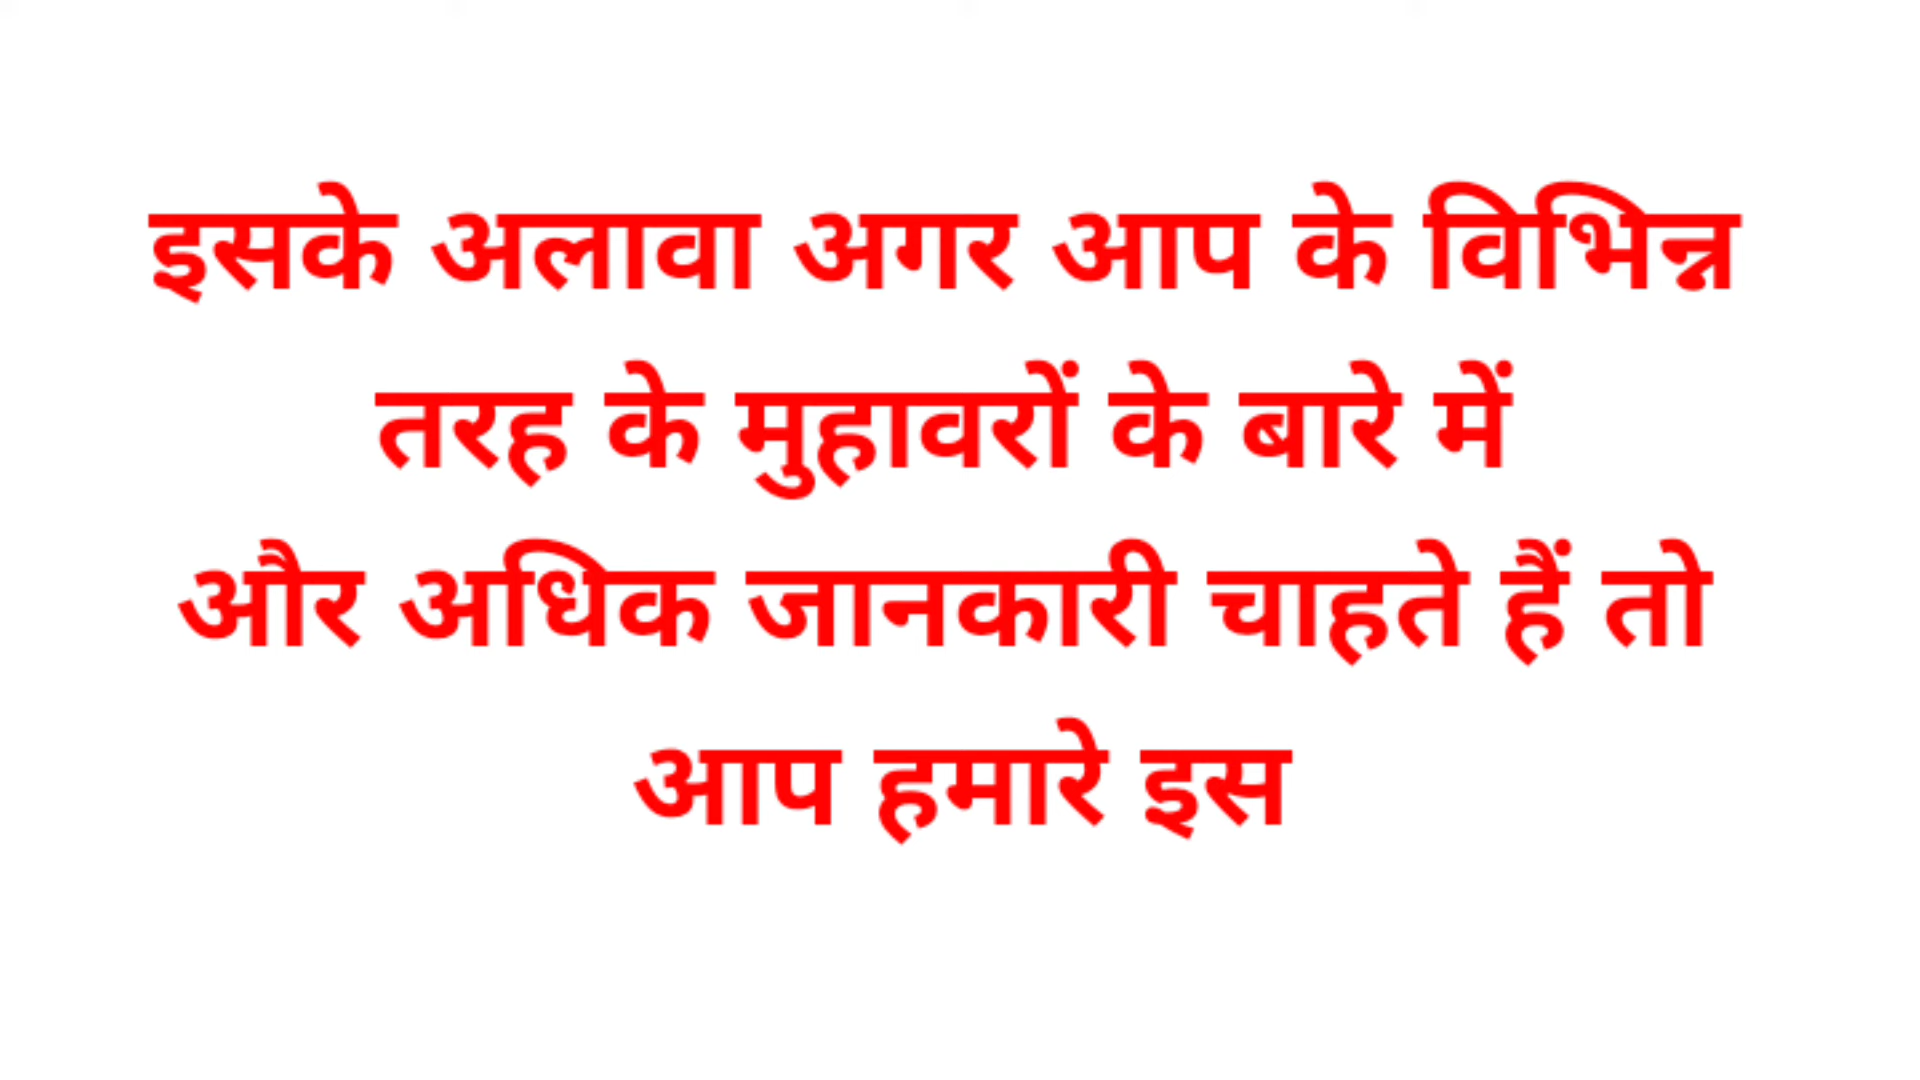 इसके अलावा अगर आप के विभिन्न
तरह के मुहावरों के बारे में
और अधिक जानकारी चाहते हैं तो
आप हमारे इस